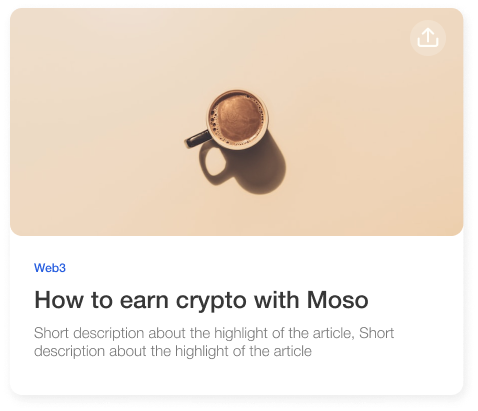 Web3
How to earn crypto with Moso
Short description about the highlight of the article, Short
description about the highlight of the article